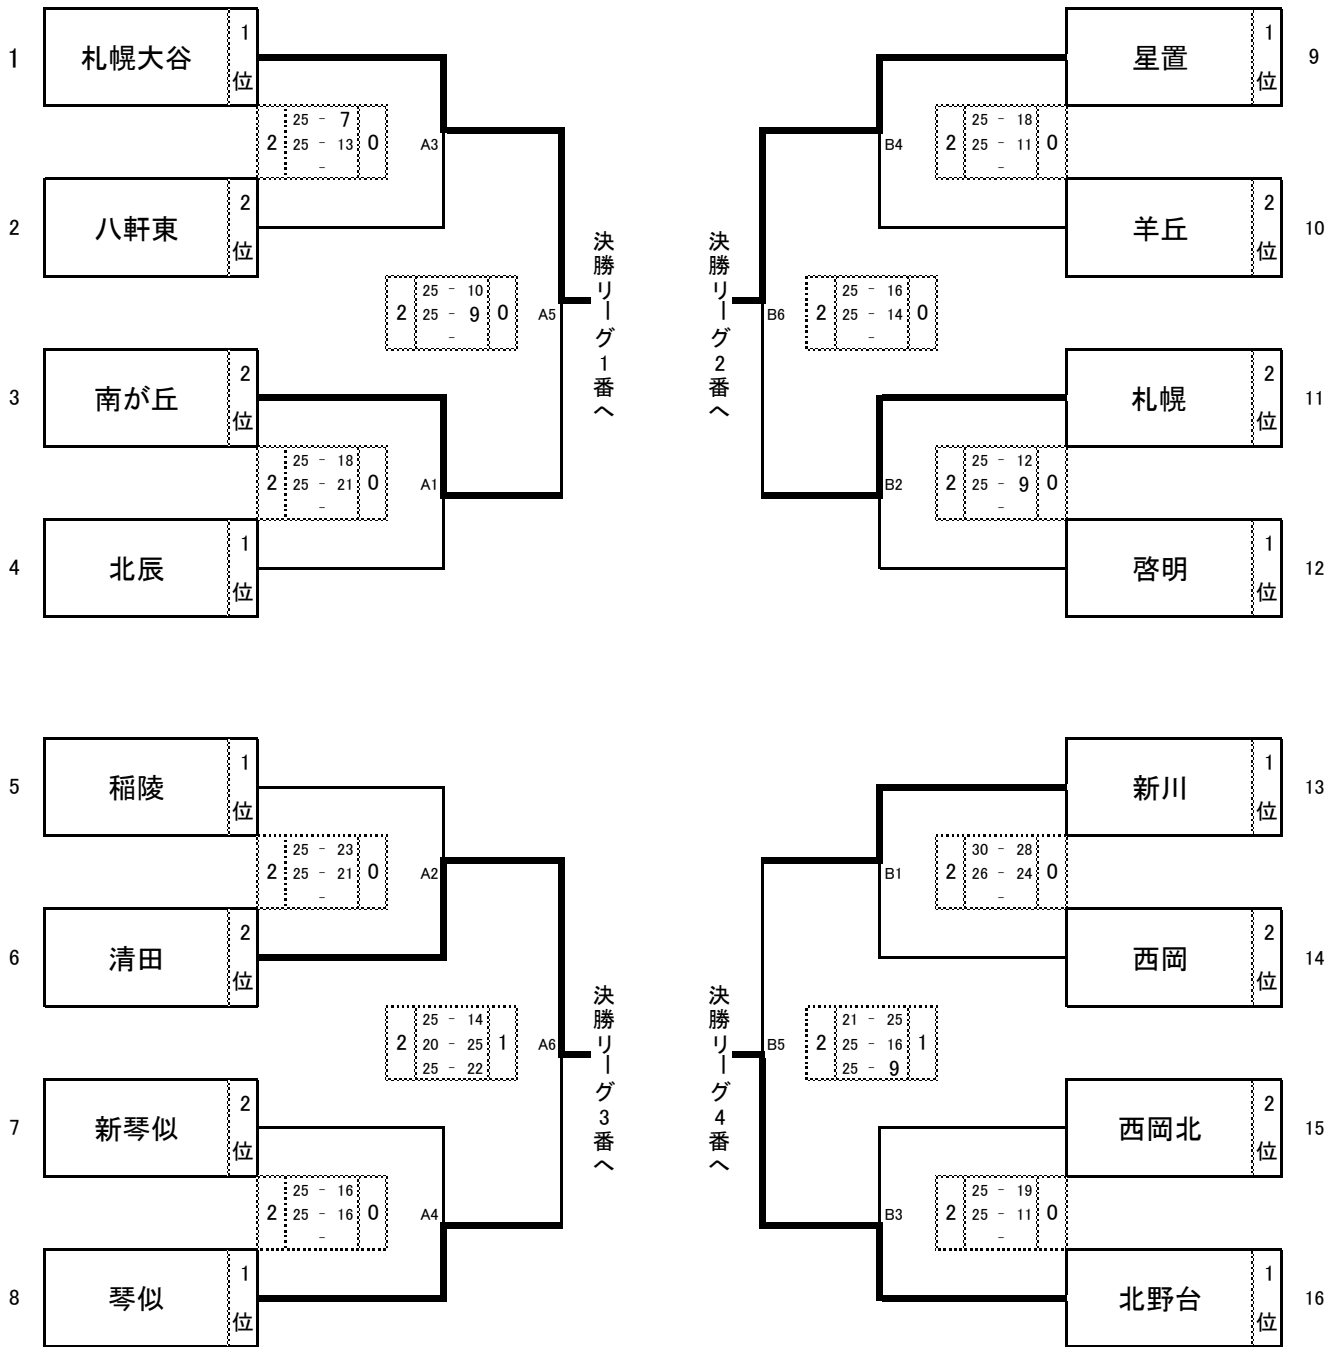 1 札幌大谷 1位
2 25 - 7 0
25 - 13
-
A3
2 八軒東 2位
2 25 - 10 0
25 - 9
-
A5
決勝リーグ1番へ
3 南が丘 2位
2 25 - 18 0
25 - 21
-
A1
4 北辰 1位
星置 1位 9
B4
2 25 - 18 0
25 - 11
-
羊丘 2位 10
決勝リーグ2番へ
B6
2 25 - 16 0
25 - 14
-
札幌 2位 11
B2
2 25 - 12 0
25 - 9
-
啓明 1位 12
5 稲陵 1位
2 25 - 23 0
25 - 21
-
A2
6 清田 2位
2 25 - 14 1
20 - 25
25 - 22
A6
決勝リーグ3番へ
7 新琴似 2位
2 25 - 16 0
25 - 16
-
A4
8 琴似 1位
新川 1位 13
B1
2 30 - 28 0
26 - 24
-
西岡 2位 14
決勝リーグ4番へ
B5
2 21 - 25 1
25 - 16
25 - 9
西岡北 2位 15
B3
2 25 - 19 0
25 - 11
-
北野台 1位 16